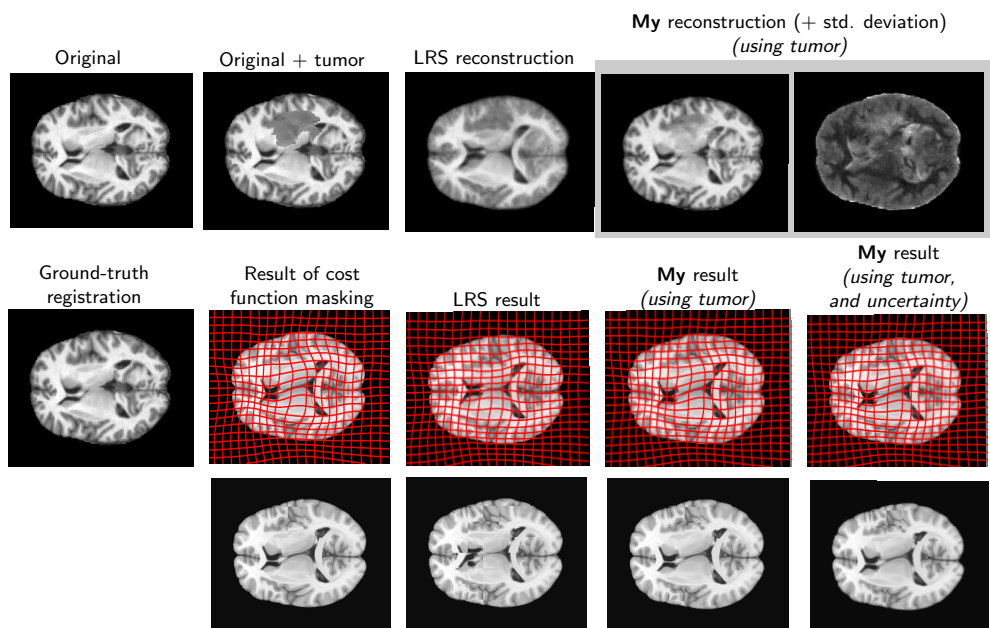 My reconstruction (+ std. deviation)
(using tumor)
Original
Original + tumor
LRS reconstruction
Ground-truth
registration
Result of cost
function masking
LRS result
My result
(using tumor)
My result
(using tumor,
and uncertainty)